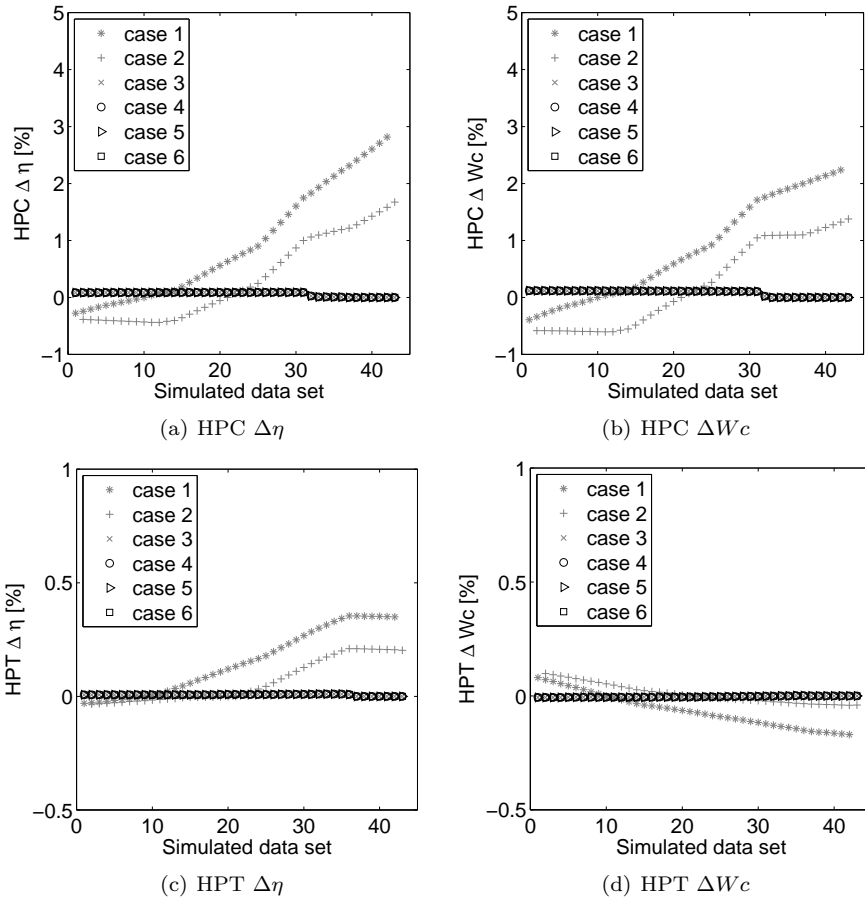 5
4
3
2
1
0
−1
HPC Δ η [%]
case 1
case 2
case 3
case 4
case 5
case 6
0 10 20 30 40
Simulated data set
(a) HPC Δη
5
4
3
2
1
0
−1
HPC Δ Wc [%]
case 1
case 2
case 3
case 4
case 5
case 6
0 10 20 30 40
Simulated data set
(b) HPC ΔWc
1
0.5
0
−0.5
HPT Δ η [%]
case 1
case 2
case 3
case 4
case 5
case 6
0 10 20 30 40
Simulated data set
(c) HPT Δη
1
0.5
0
−0.5
HPT Δ Wc [%]
case 1
case 2
case 3
case 4
case 5
case 6
0 10 20 30 40
Simulated data set
(d) HPT ΔWc